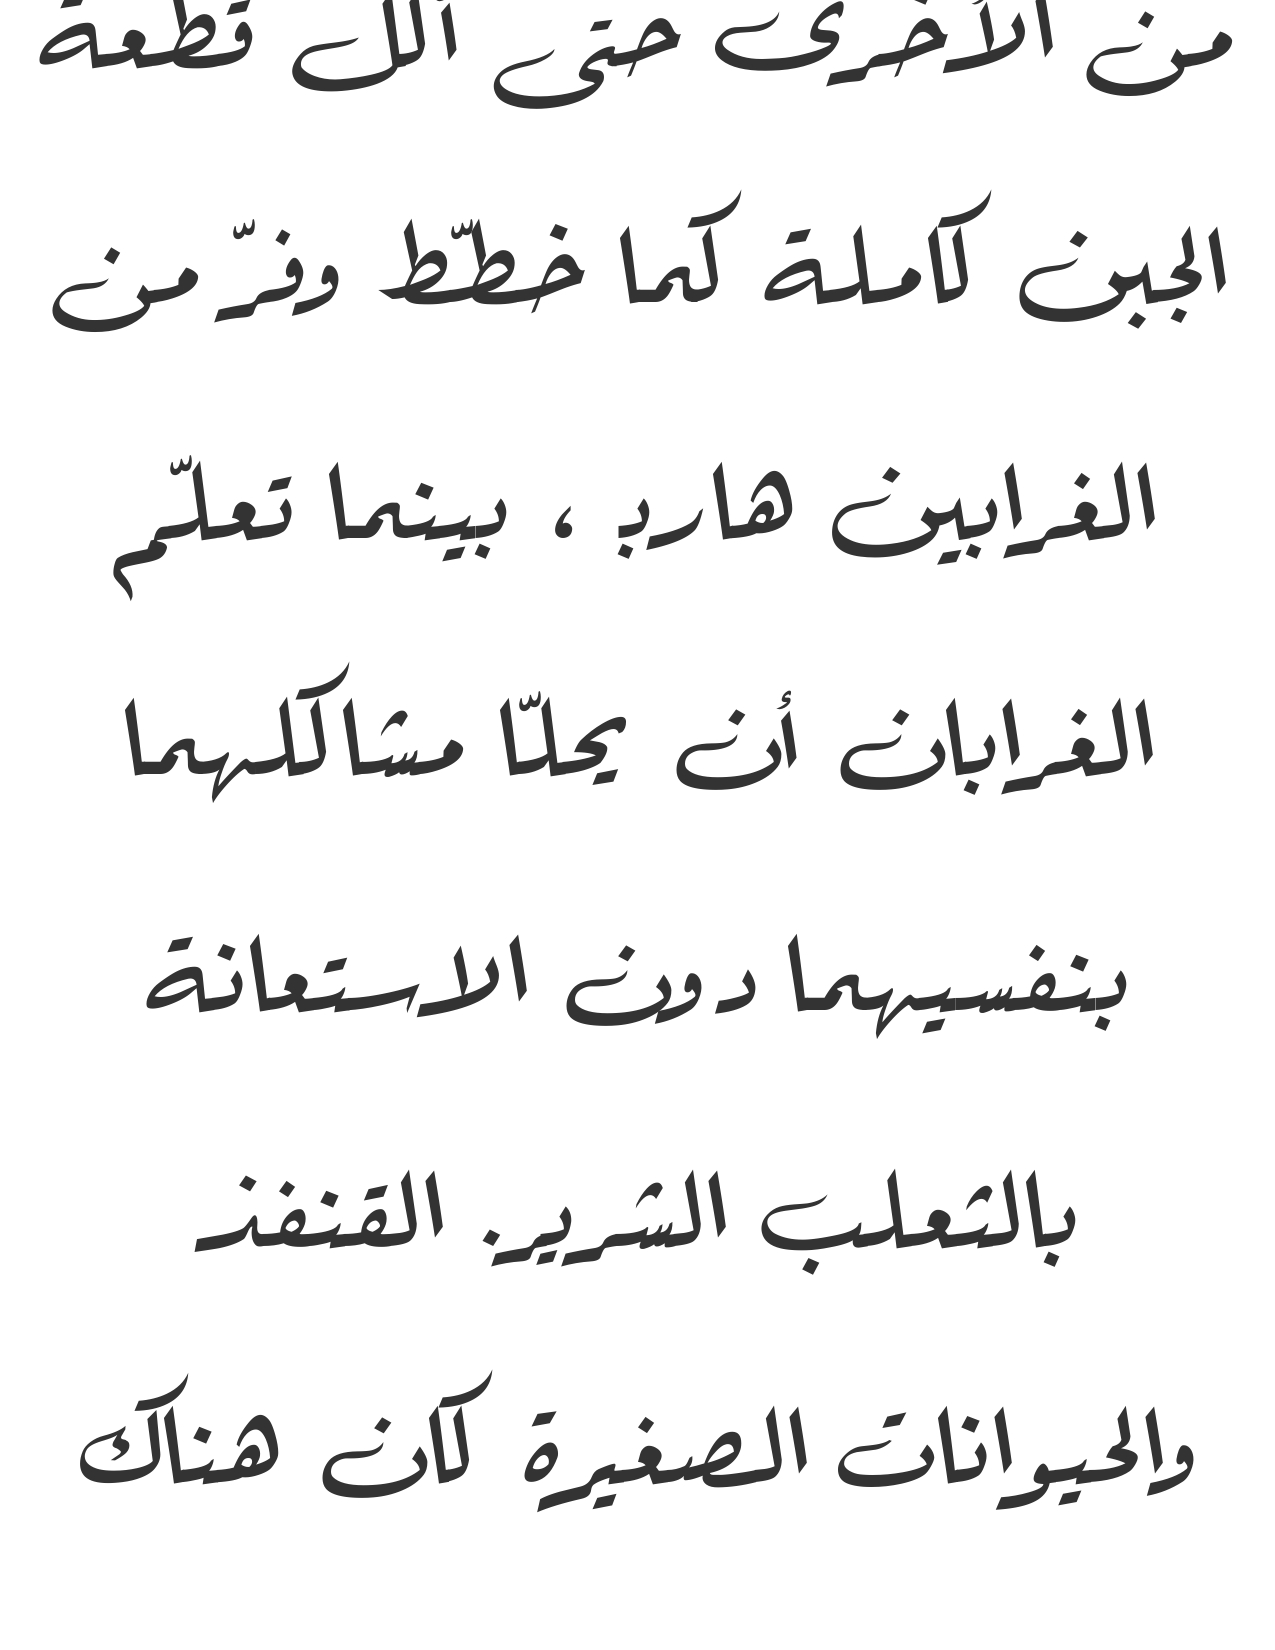 من الأخرى حتى أكل قطعة
الجبن كاملة كما خطّط وفرّ من
الغرابين هارب ، بينما تعلّم
الغرابان أن يحلّا مشاكلهما
بنفسيهما دون الاستعانة
بالثعلب الشرير. القنفذ
والحيوانات الصغيرة كان هناك